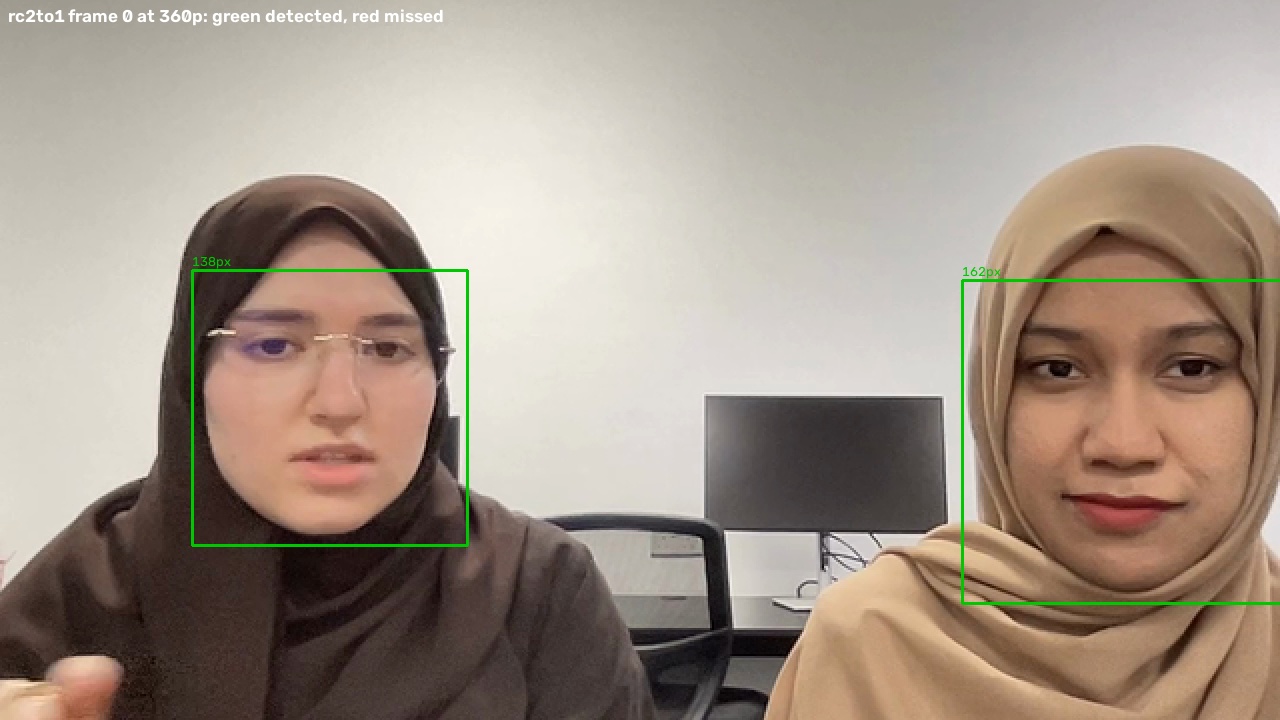 rc2to1 frame 0 at 360p: green detected, red missed
138px
162px